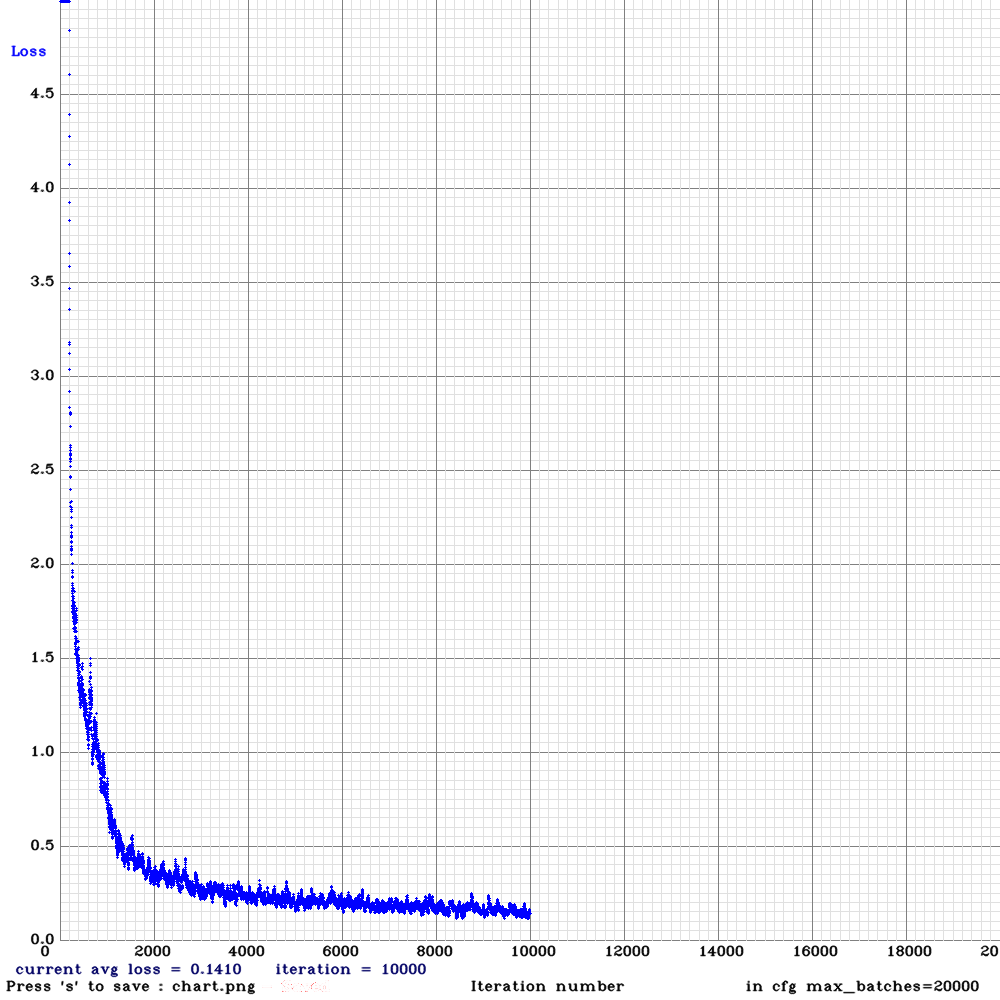 Loss
4.5
4.0
3.5
3.0
2.5
2.0
1.5
1.0
0.5
0.0
0 2000 4000 6000 8000 10000 12000 14000 16000 18000 20
current avg loss = 0.1410 iteration = 10000
Press 's' to save : chart.png Iteration number in cfg max_batches=20000